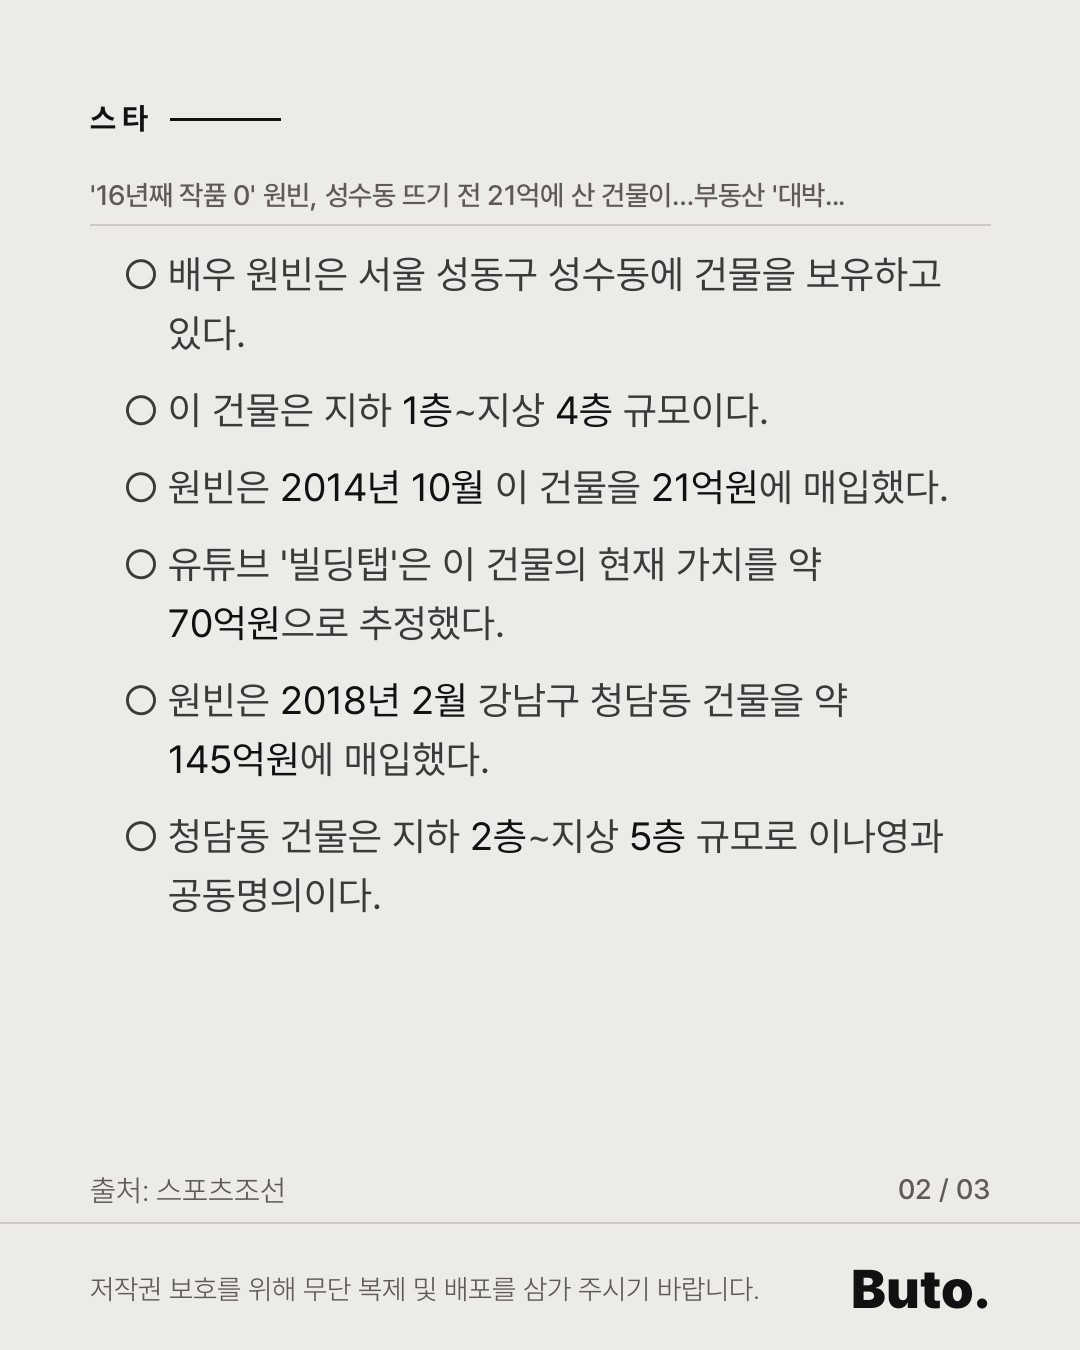 스타
'16년째 작품 0' 원빈, 성수동 뜨기 전 21억에 산 건물이...부동산 '대박...
○ 배우 원빈은 서울 성동구 성수동에 건물을 보유하고
있다.
○ 이 건물은 지하 1층~지상 4층 규모이다.
○ 원빈은 2014년 10월 이 건물을 21억원에 매입했다.
○ 유튜브 '빌딩탭'은 이 건물의 현재 가치를 약
70억원으로 추정했다.
○ 원빈은 2018년 2월 강남구 청담동 건물을 약
145억원에 매입했다.
○ 청담동 건물은 지하 2층~지상 5층 규모로 이나영과
공동명의이다.
출처: 스포츠조선
02 / 03
저작권 보호를 위해 무단 복제 및 배포를 삼가 주시기 바랍니다.
Buto.